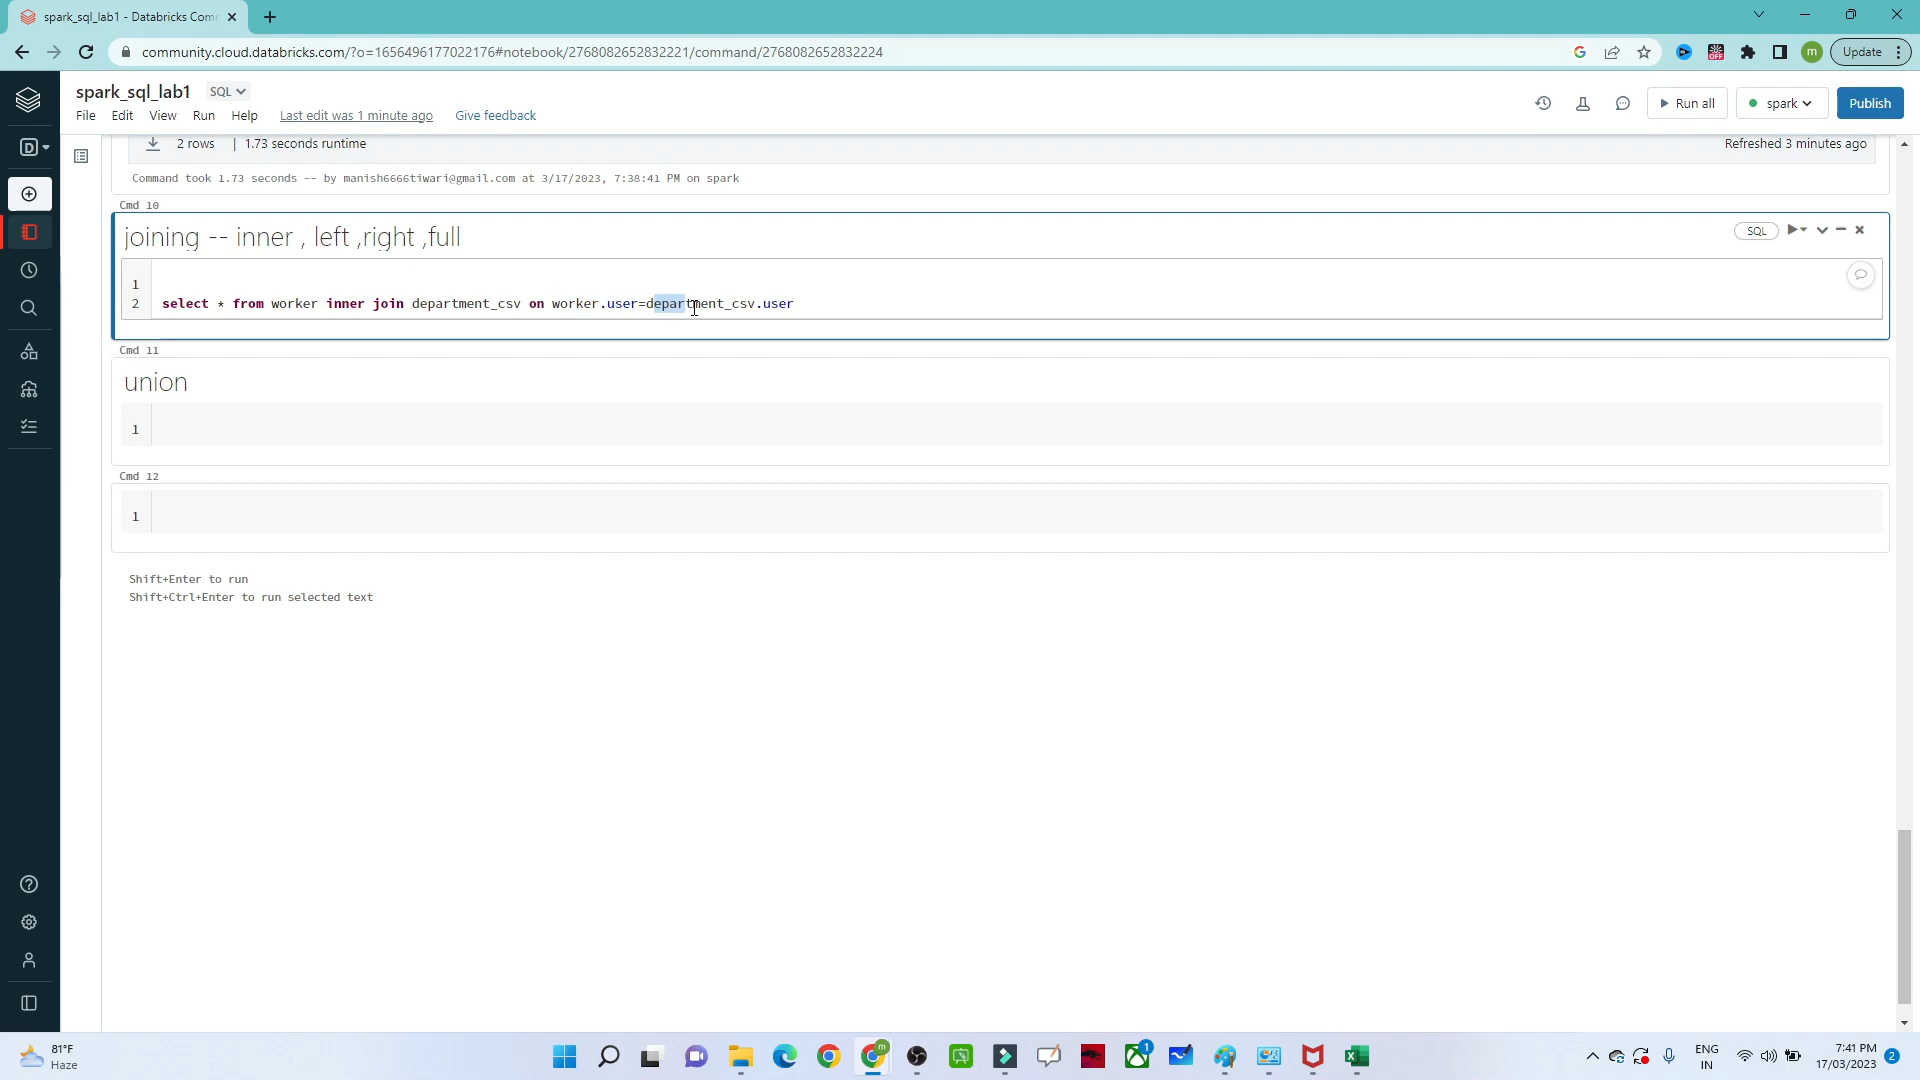 spark_sql_lab1 - Databricks Com
community.cloud.databricks.com/?o=1656496177022176#notebook/2768082652832221/command/2768082652832224
OFF
m
Update
spark_sql_lab1
SQL
File Edit View Run Help Last edit was 1 minute ago Give feedback
Run all
spark
Publish
D
2 rows | 1.73 seconds runtime
Refreshed 3 minutes ago
Command took 1.73 seconds -- by manish6666tiwari@gmail.com at 3/17/2023, 7:38:41 PM on spark
Cmd 10
joining -- inner , left ,right ,full
SQL
1
2 select * from worker inner join department_csv on worker.user=department_csv.user
Cmd 11
union
1
Cmd 12
1
Shift+Enter to run
Shift+Ctrl+Enter to run selected text
81°F
Haze
m
1
ENG
IN
7:41 PM
17/03/2023
2